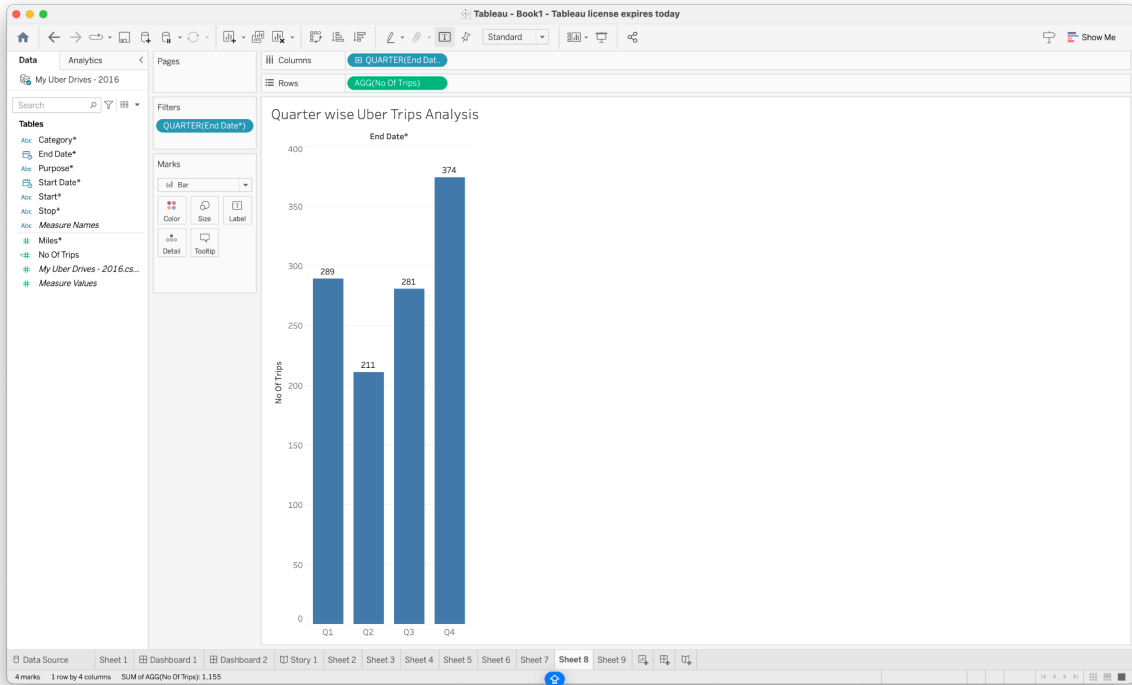 Tableau - Book1 - Tableau license expires today
Standard
Show Me
Data
Analytics
My Uber Drives - 2016
Search
Tables
Abc Category*
End Date*
Abc Purpose*
Start Date*
Abc Start*
Abc Stop*
Abc Measure Names
# Miles*
=# No Of Trips
# My Uber Drives - 2016.cs...
# Measure Values
Pages
Filters
QUARTER(End Date*)
Marks
Bar
Color
Size
Label
Detail
Tooltip
Columns
QUARTER(End Dat..
Rows
AGG(No Of Trips)
Quarter wise Uber Trips Analysis
End Date*
No Of Trips
400
350
300
250
200
150
100
50
0
289
211
281
374
Q1
Q2
Q3
Q4
Data Source
Sheet 1
Dashboard 1
Dashboard 2
Story 1
Sheet 2
Sheet 3
Sheet 4
Sheet 5
Sheet 6
Sheet 7
Sheet 8
Sheet 9
4 marks
1 row by 4 columns
SUM of AGG(No Of Trips): 1,155